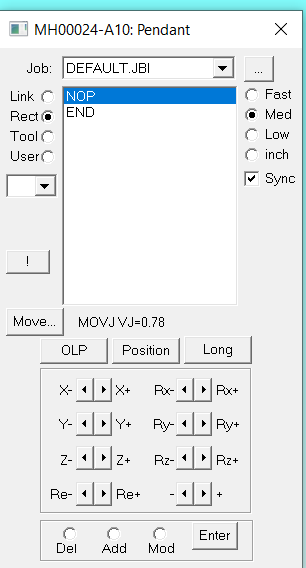 MH00024-A10: Pendant
Job: DEFAULT.JBI ...
Link
Rect
Tool
User
NOP
END
Fast
Med
Low
inch
Sync
!
Move... MOVJ VJ=0.78
OLP Position Long
X- X+ Rx- Rx+
Y- Y+ Ry- Ry+
Z- Z+ Rz- Rz+
Re- Re+ - +
Del Add Mod Enter